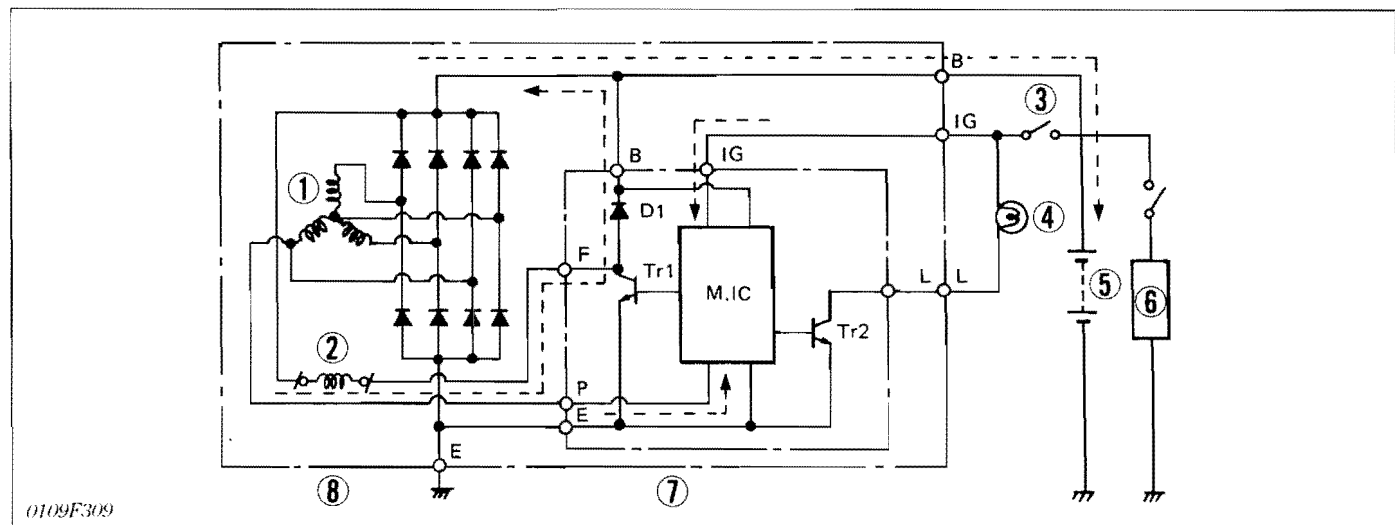 B
③
IG
B
IG
①
D1
④
F
Tr1
M.IC
L
L
⑤
⑥
Tr2
②
P
E
E
⑧
⑦
0109F309